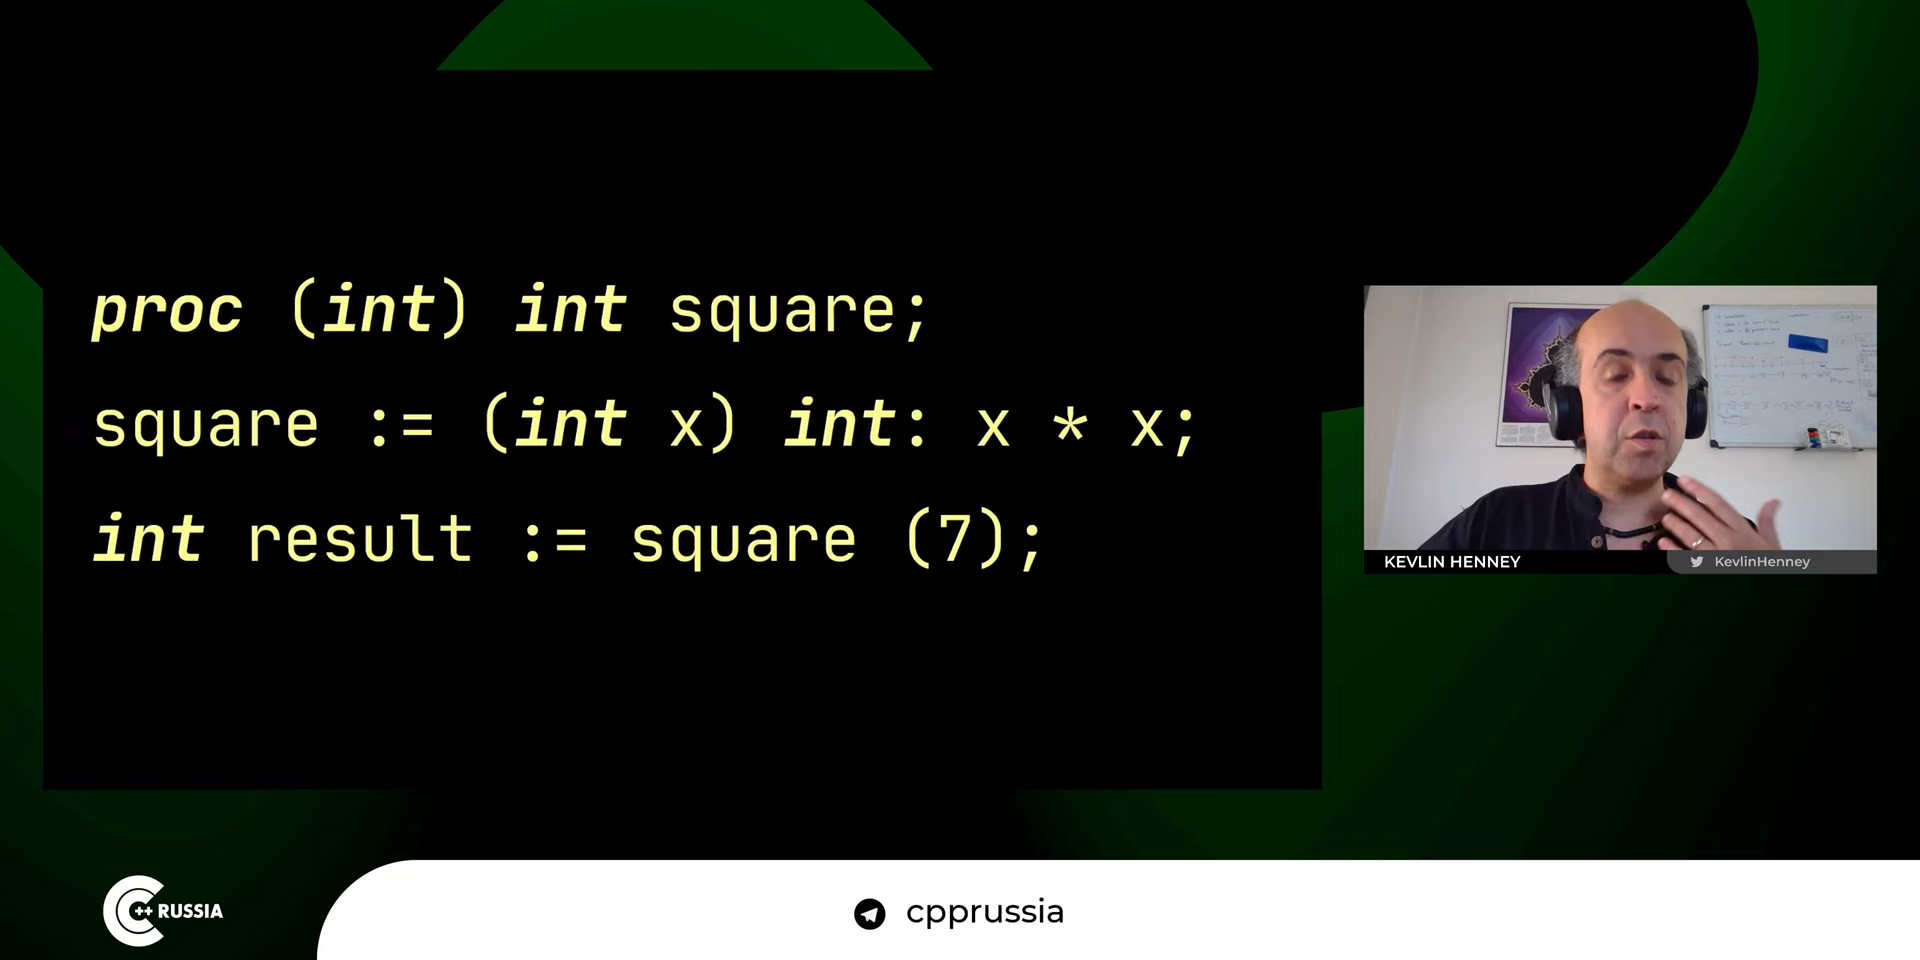 proc (int) int square;
square := (int x) int: x * x;
int result := square (7);
KEVLIN HENNEY
KevlinHenney
C++ RUSSIA
cpprussia